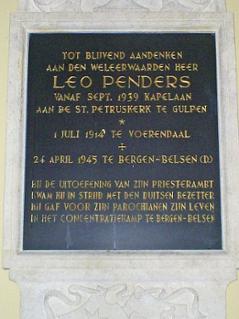 TOT BLIJVEND AANDENKEN
AAN DEN WELEERWAARDEN HEER
LEO PENDERS
VANAF SEPT. 1939 KAPELAAN
AAN DE ST. PETRUSKERK TE GULPEN
*
1 JULI 1914 TE VOERENDAAL
✝
24 APRIL 1945 TE BERGEN-BELSEN (D.)
BIJ DE UITOEFENING VAN ZIJN PRIESTERAMBT
KWAM HIJ IN STRIJD MET DEN DUITSEN BEZETTER
HIJ GAF VOOR ZIJN PAROCHIANEN ZIJN LEVEN
IN HET CONCENTRATIEKAMP TE BERGEN-BELSEN